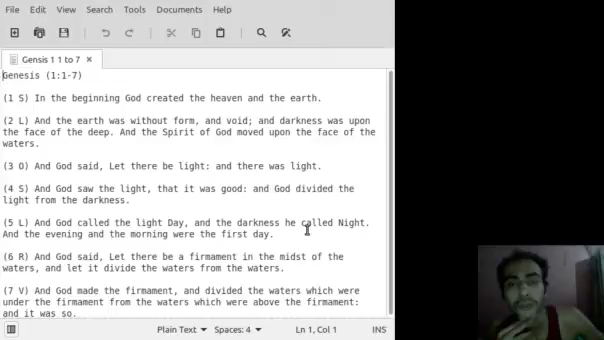 File Edit View Search Tools Documents Help
Gensis 1 1 to 7 ×
Genesis (1:1-7)
(1 S) In the beginning God created the heaven and the earth.
(2 L) And the earth was without form, and void; and darkness was upon
the face of the deep. And the Spirit of God moved upon the face of the
waters.
(3 O) And God said, Let there be light: and there was light.
(4 S) And God saw the light, that it was good: and God divided the
light from the darkness.
(5 L) And God called the light Day, and the darkness he called Night.
And the evening and the morning were the first day.
(6 R) And God said, Let there be a firmament in the midst of the
waters, and let it divide the waters from the waters.
(7 V) And God made the firmament, and divided the waters which were
under the firmament from the waters which were above the firmament:
and it was so.
Plain Text Spaces: 4 Ln 1, Col 1 INS